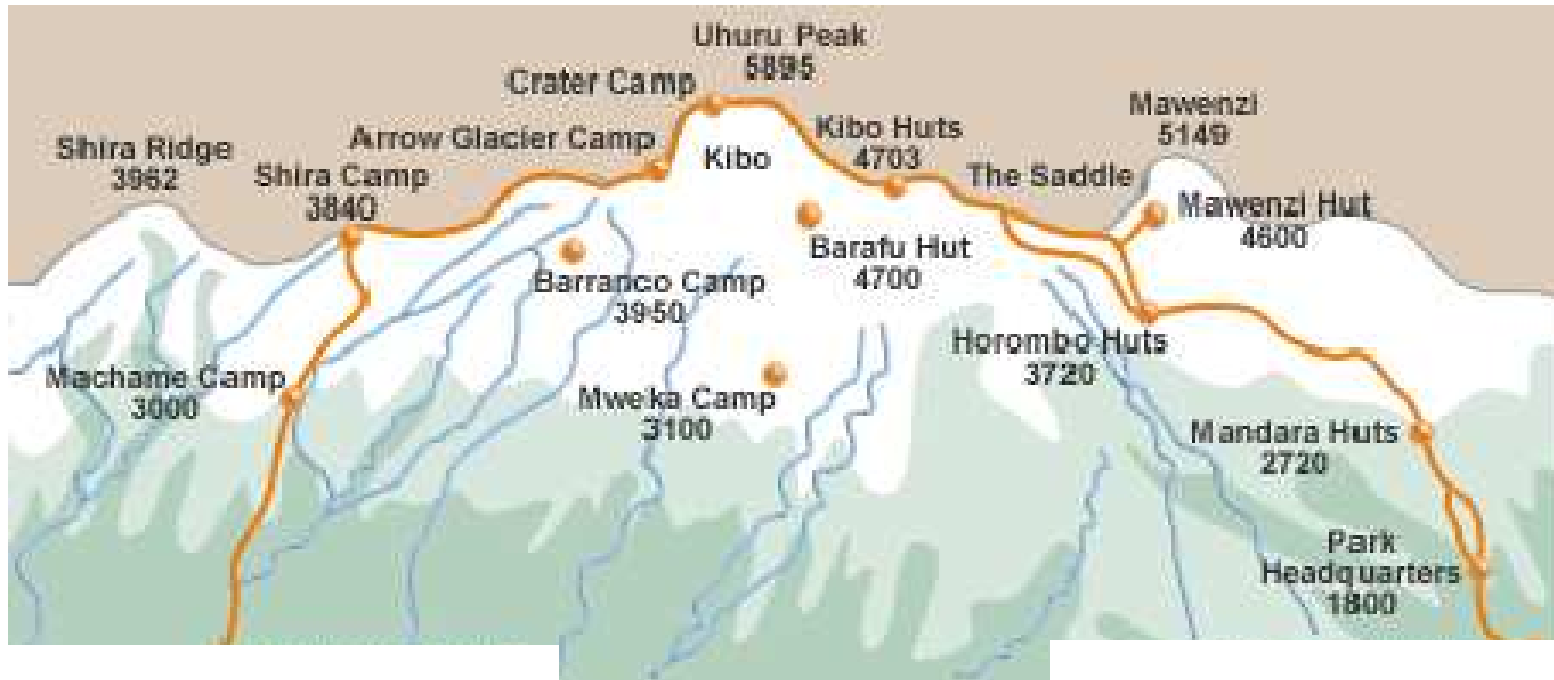 Uhuru Peak
5895
Crater Camp
Mawenzi
5149
Arrow Glacier Camp
Kibo Huts
4703
Shira Ridge
3962
Kibo
Shira Camp
3840
The Saddle
Mawenzi Hut
4600
Barafu Hut
4700
Barranco Camp
3950
Horombo Huts
3720
Machame Camp
3000
Mweka Camp
3100
Mandara Huts
2720
Park
Headquarters
1800